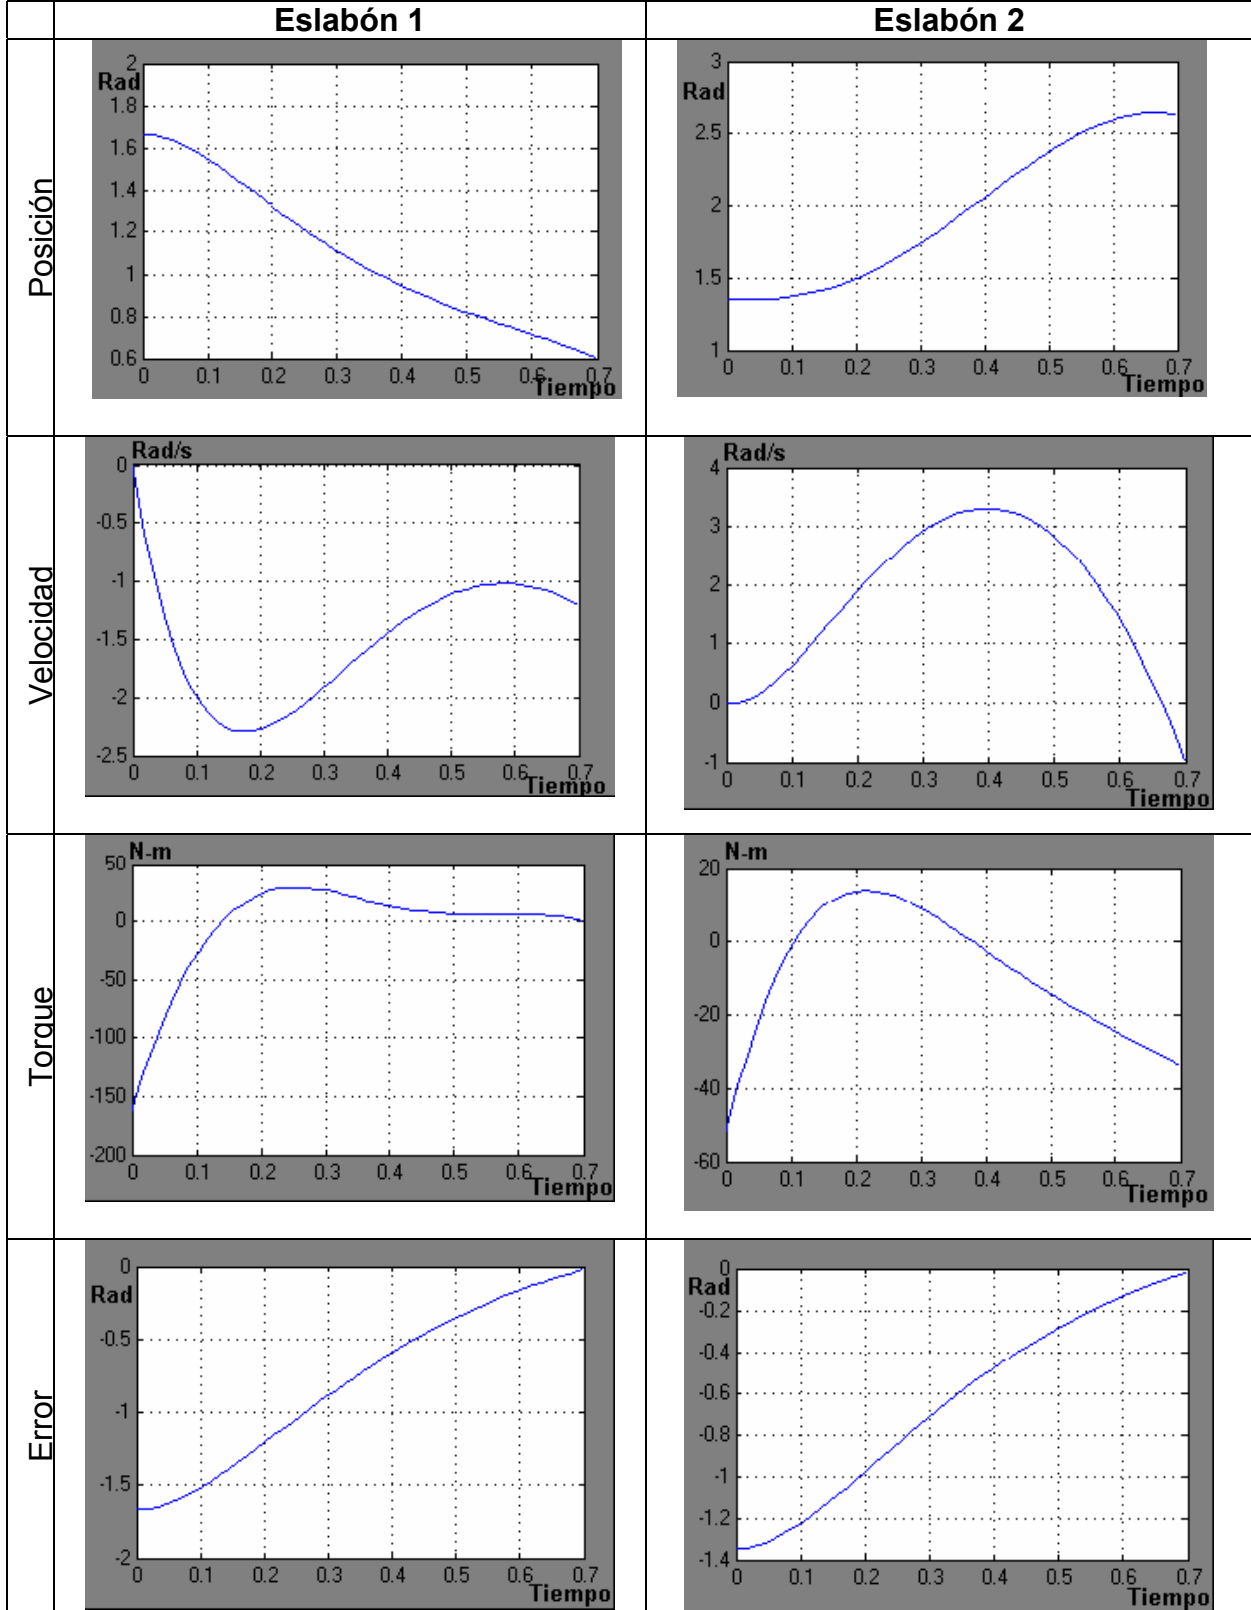 Eslabón 1 Eslabón 2
Posición
2
Rad
1.8
1.6
1.4
1.2
1
0.8
0.6
0 0.1 0.2 0.3 0.4 0.5 0.6 0.7
Tiempo
3
Rad
2.5
2
1.5
1
0 0.1 0.2 0.3 0.4 0.5 0.6 0.7
Tiempo
Velocidad
Rad/s
0
-0.5
-1
-1.5
-2
-2.5
0 0.1 0.2 0.3 0.4 0.5 0.6 0.7
Tiempo
Rad/s
4
3
2
1
0
-1
0 0.1 0.2 0.3 0.4 0.5 0.6 0.7
Tiempo
Torque
N-m
50
0
-50
-100
-150
-200
0 0.1 0.2 0.3 0.4 0.5 0.6 0.7
Tiempo
N-m
20
0
-20
-40
-60
0 0.1 0.2 0.3 0.4 0.5 0.6 0.7
Tiempo
Error
0
Rad
-0.5
-1
-1.5
-2
0 0.1 0.2 0.3 0.4 0.5 0.6 0.7
Tiempo
0
Rad
-0.2
-0.4
-0.6
-0.8
-1
-1.2
-1.4
0 0.1 0.2 0.3 0.4 0.5 0.6 0.7
Tiempo